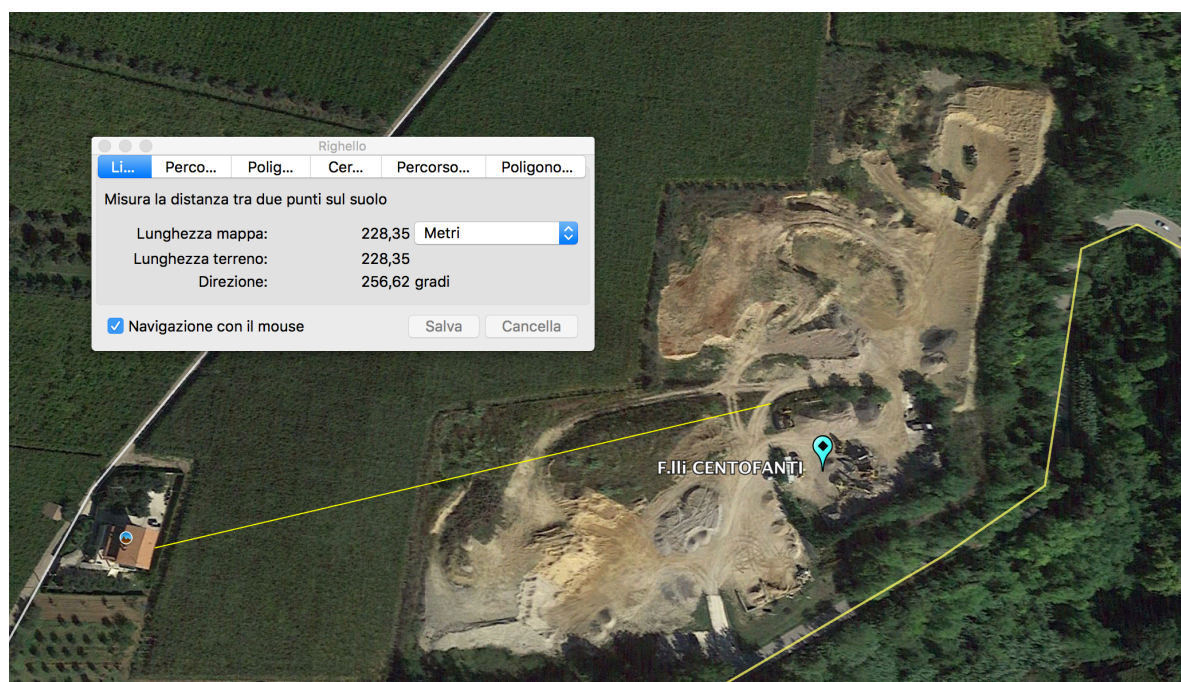 Righello
Li... Perco... Polig... Cer... Percorso... Poligono...
Misura la distanza tra due punti sul suolo
Lunghezza mappa: 228,35 Metri
Lunghezza terreno: 228,35
Direzione: 256,62 gradi
Navigazione con il mouse Salva Cancella
F.lli CENTOFANTI